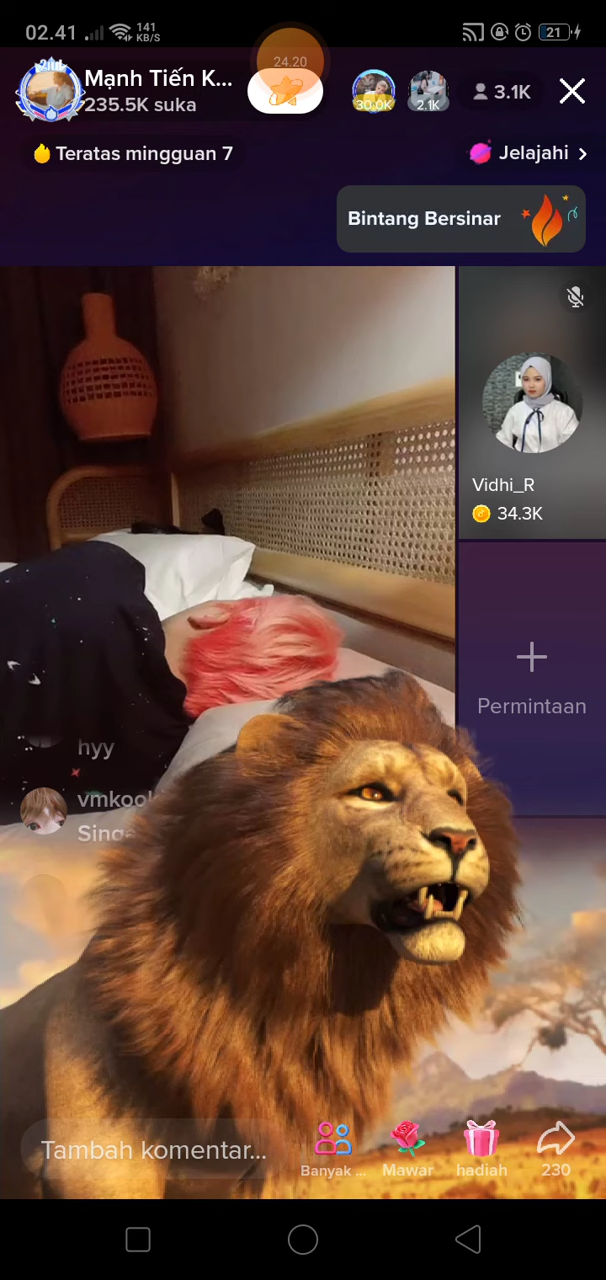 02.41
141
KB/S
21
24.20
Mạnh Tiến K...
235.5K suka
30.0K
2.1K
3.1K
Teratas mingguan 7
Jelajahi
Bintang Bersinar
Vidhi_R
34.3K
Permintaan
hyy
Tambah komentar...
Banyak ...
Mawar
hadiah
230